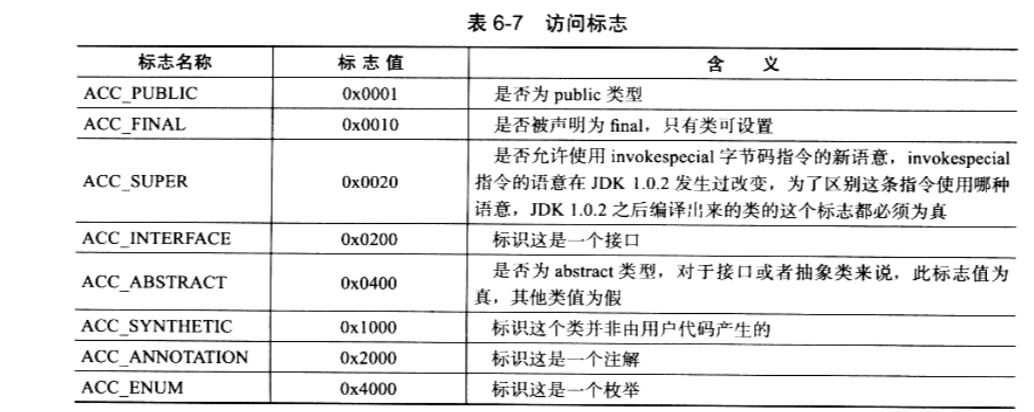 表 6-7 访问标志
标志名称 标 志 值 含 义
ACC_PUBLIC 0x0001 是否为 public 类型
ACC_FINAL 0x0010 是否被声明为 final，只有类可设置
是否允许使用 invokespecial 字节码指令的新语意，invokespecial
ACC_SUPER 0x0020 指令的语意在 JDK 1.0.2 发生过改变，为了区别这条指令使用哪种
语意，JDK 1.0.2 之后编译出来的类的这个标志都必须为真
ACC_INTERFACE 0x0200 标识这是一个接口
ACC_ABSTRACT 0x0400 是否为 abstract 类型，对于接口或者抽象类来说，此标志值为
真，其他类值为假
ACC_SYNTHETIC 0x1000 标识这个类并非由用户代码产生的
ACC_ANNOTATION 0x2000 标识这是一个注解
ACC_ENUM 0x4000 标识这是一个枚举